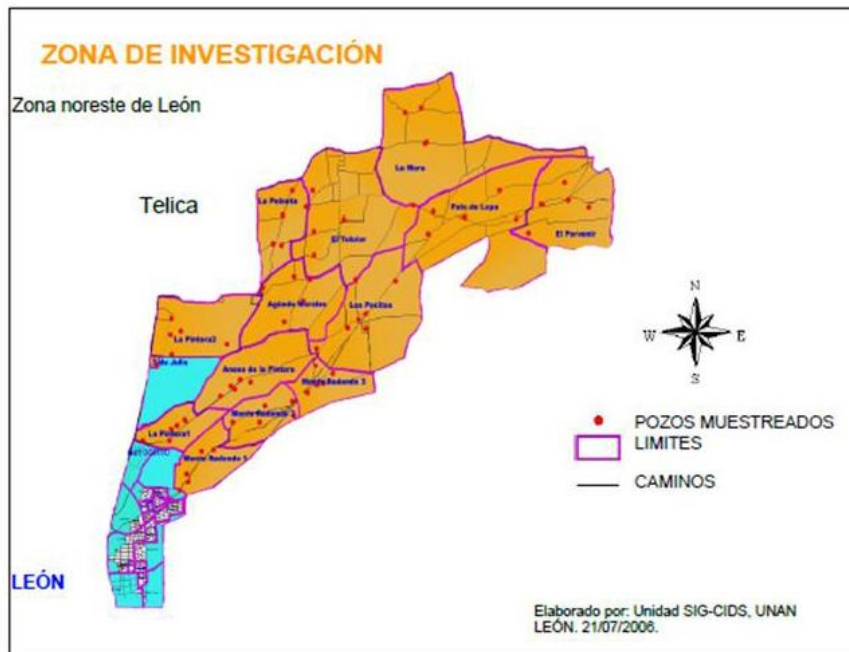 ZONA DE INVESTIGACIÓN
Zona noreste de León
Telica
La Mora
La Peineta
Palo de Lapa
El Tololar
El Porvenir
Agüedo Morales
Los Pocitos
La Pintora2
Julio
Anexo de la Pintora
Monte Redondo 3
Monte Redondo 2
La Pintora1
Monte Redondo 1
N
W
E
S
POZOS MUESTREADOS
LIMITES
CAMINOS
LEÓN
Elaborado por: Unidad SIG-CIDS, UNAN
LEÓN. 21/07/2006.